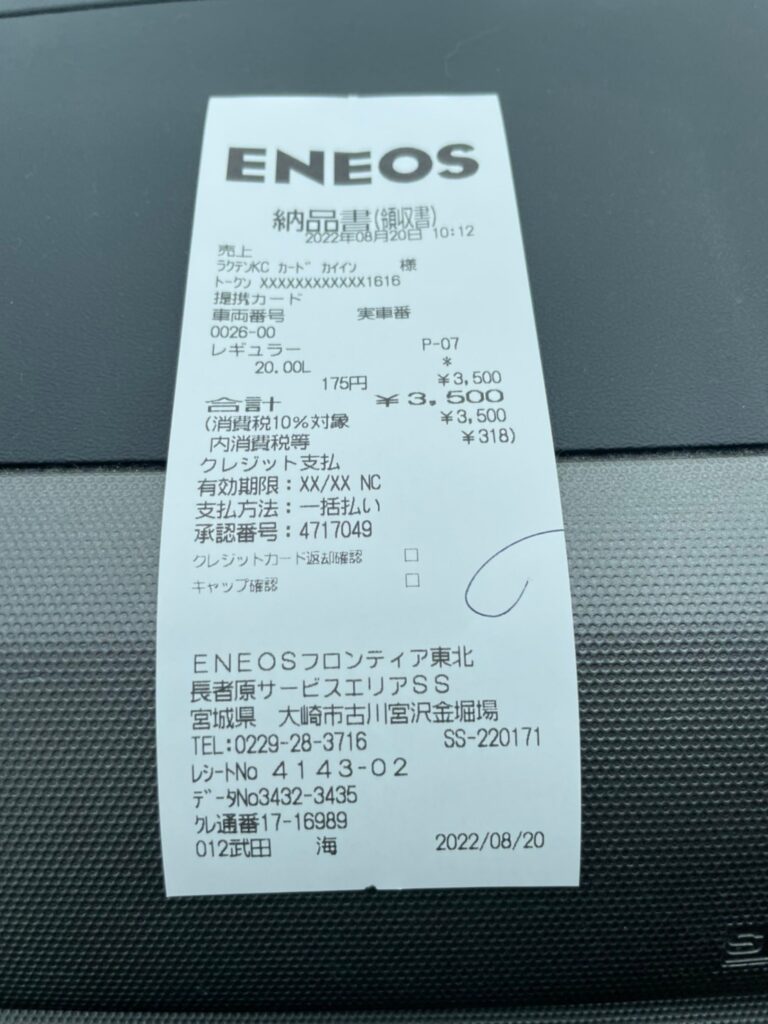 ENEOS
納品書(領収書)
2022年08月20日 10:12
売上
ラクテンKC カード カイイン 様
トークン XXXXXXXXXXXX1616
提携カード
車両番号 実車番
0026-00
レギュラー P-07
20.00L *
175円 ¥3,500
合計 ¥3,500
(消費税10%対象 ¥3,500
内消費税等 ¥318)
クレジット支払
有効期限:XX/XX NC
支払方法:一括払い
承認番号:4717049
クレジットカード返却確認 □
キャップ確認 □
ENEOSフロンティア東北
長者原サービスエリアSS
宮城県 大崎市古川宮沢金堀場
TEL:0229-28-3716 SS-220171
レシートNo 4143-02
データNo3432-3435
クレ通番17-16989
012武田 海 2022/08/20